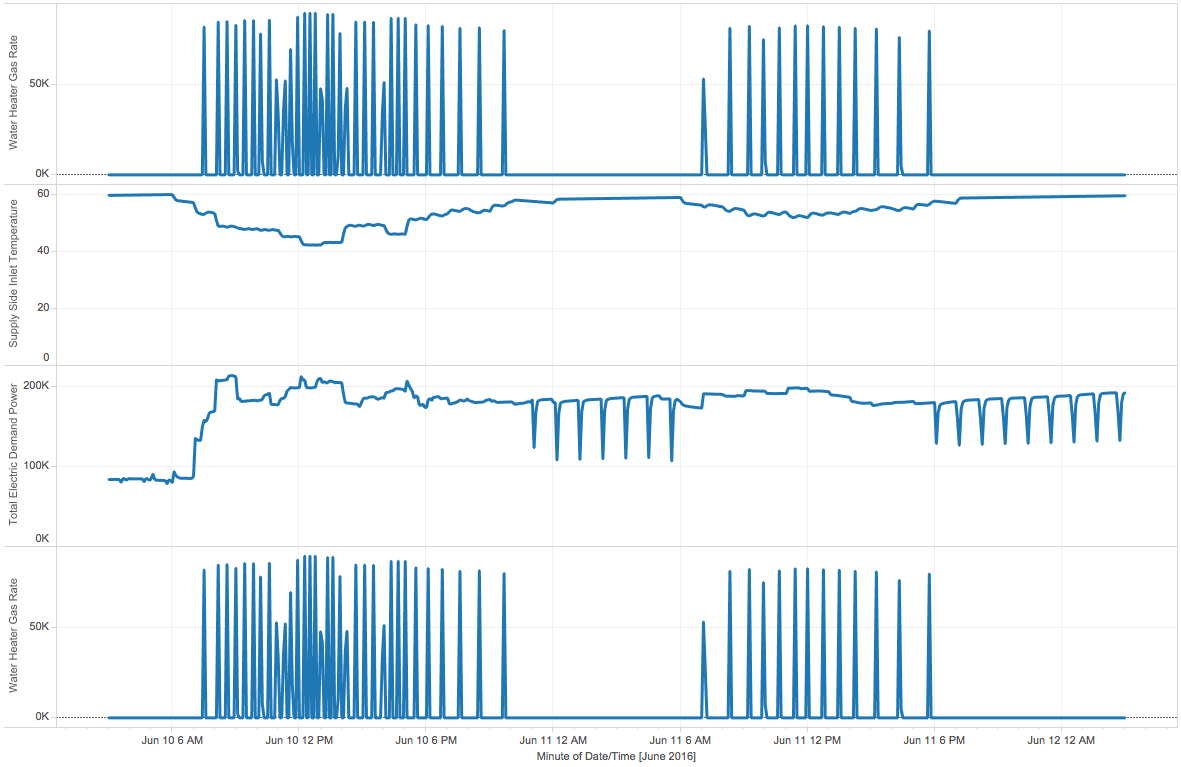 Water Heater Gas Rate
50K
0K
Supply Side Inlet Temperature
60
40
20
0
Total Electric Demand Power
200K
100K
0K
Water Heater Gas Rate
50K
0K
Jun 10 6 AM Jun 10 12 PM Jun 10 6 PM Jun 11 12 AM Jun 11 6 AM Jun 11 12 PM Jun 11 6 PM Jun 12 12 AM
Minute of Date/Time [June 2016]